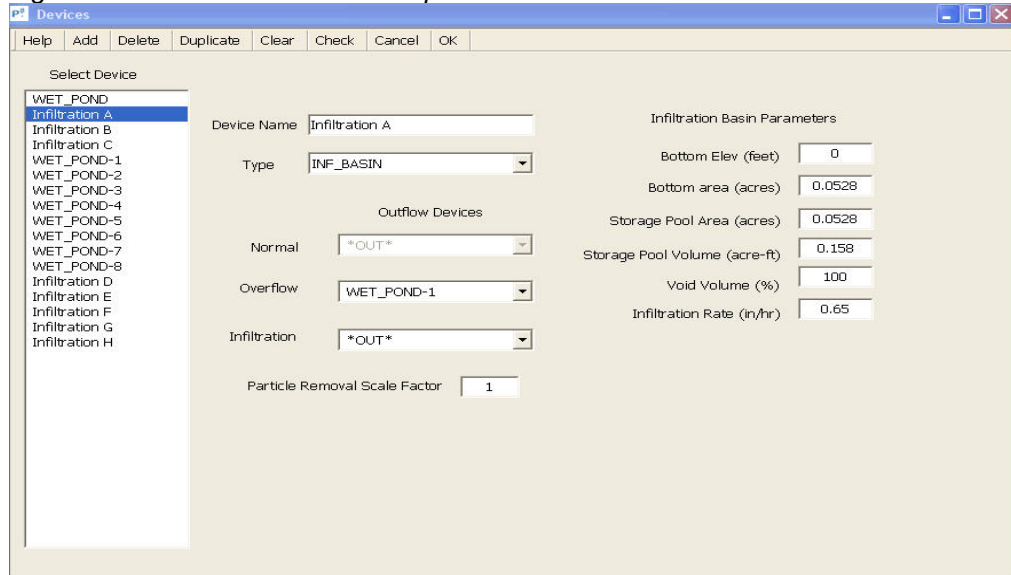 Devices
Help Add Delete Duplicate Clear Check Cancel OK
Select Device
WET_POND
Infiltration A
Infiltration B
Infiltration C
WET_POND-1
WET_POND-2
WET_POND-3
WET_POND-4
WET_POND-5
WET_POND-6
WET_POND-7
WET_POND-8
Infiltration D
Infiltration E
Infiltration F
Infiltration G
Infiltration H
Device Name Infiltration A
Type INF_BASIN
Outflow Devices
Normal *OUT*
Overflow WET_POND-1
Infiltration *OUT*
Particle Removal Scale Factor 1
Infiltration Basin Parameters
Bottom Elev (feet) 0
Bottom area (acres) 0.0528
Storage Pool Area (acres) 0.0528
Storage Pool Volume (acre-ft) 0.158
Void Volume (%) 100
Infiltration Rate (in/hr) 0.65